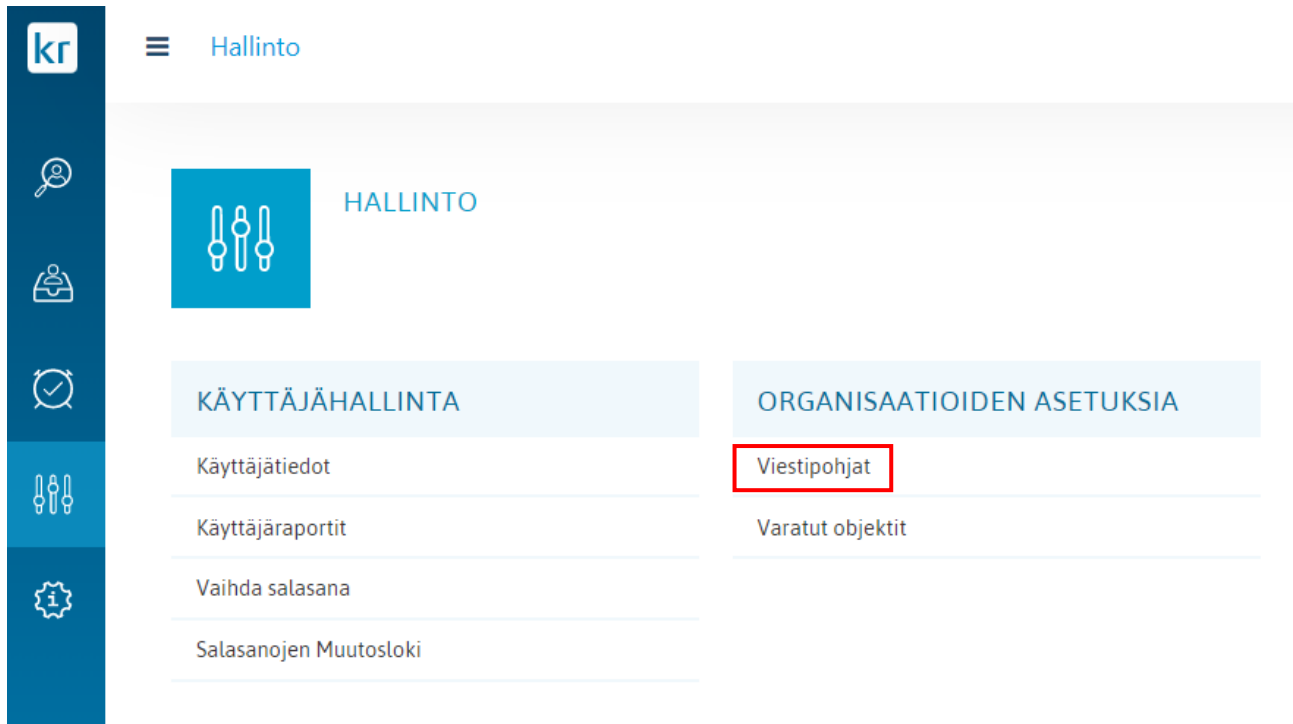 kr
Hallinto
HALLINTO
KÄYTTÄJÄHALLINTA
Käyttäjätiedot
Käyttäjäraportit
Vaihda salasana
Salasanojen Muutosloki
ORGANISAATIOIDEN ASETUKSIA
Viestipohjat
Varatut objektit